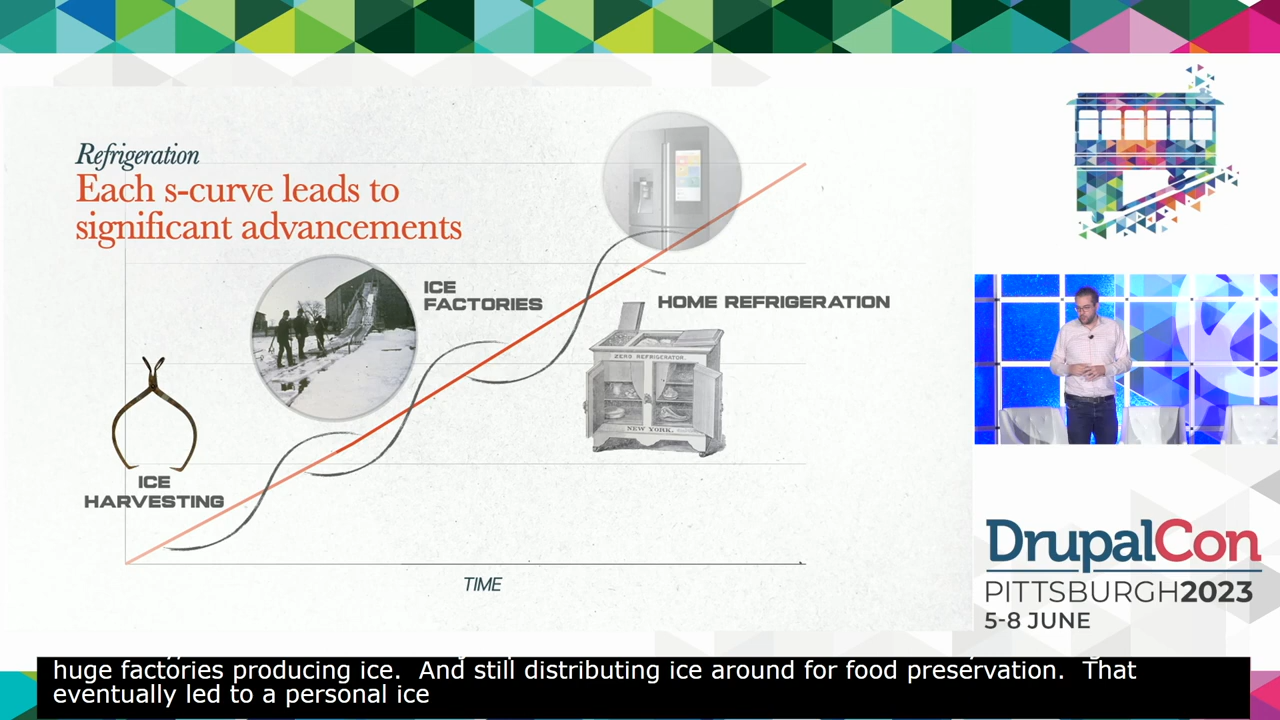 Refrigeration
Each s-curve leads to
significant advancements
ICE
FACTORIES
HOME REFRIGERATION
ZERO REFRIGERATOR.
NEW YORK.
ICE
HARVESTING
TIME
DrupalCon
PITTSBURGH2023
5-8 JUNE
huge factories producing ice.  And still distributing ice around for food preservation.  That
eventually led to a personal ice